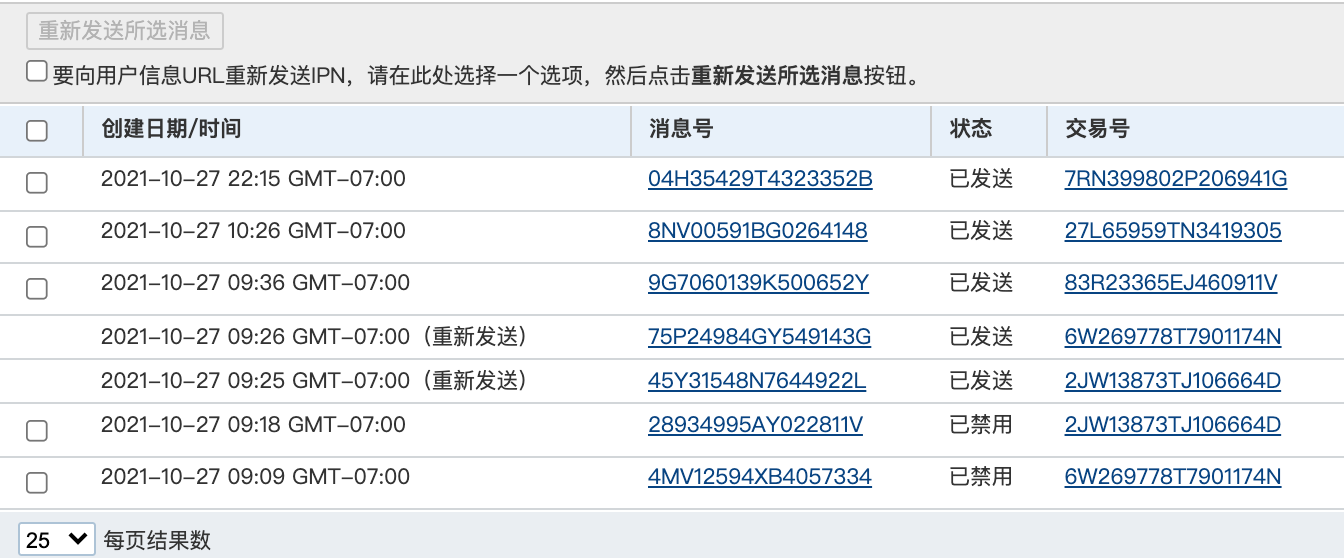 重新发送所选消息
要向用户信息URL重新发送IPN，请在此处选择一个选项，然后点击重新发送所选消息按钮。
创建日期/时间 消息号 状态 交易号
2021-10-27 22:15 GMT-07:00 04H35429T4323352B 已发送 7RN399802P206941G
2021-10-27 10:26 GMT-07:00 8NV00591BG0264148 已发送 27L65959TN3419305
2021-10-27 09:36 GMT-07:00 9G7060139K500652Y 已发送 83R23365EJ460911V
2021-10-27 09:26 GMT-07:00（重新发送） 75P24984GY549143G 已发送 6W269778T7901174N
2021-10-27 09:25 GMT-07:00（重新发送） 45Y31548N7644922L 已发送 2JW13873TJ106664D
2021-10-27 09:18 GMT-07:00 28934995AY022811V 已禁用 2JW13873TJ106664D
2021-10-27 09:09 GMT-07:00 4MV12594XB4057334 已禁用 6W269778T7901174N
25 每页结果数